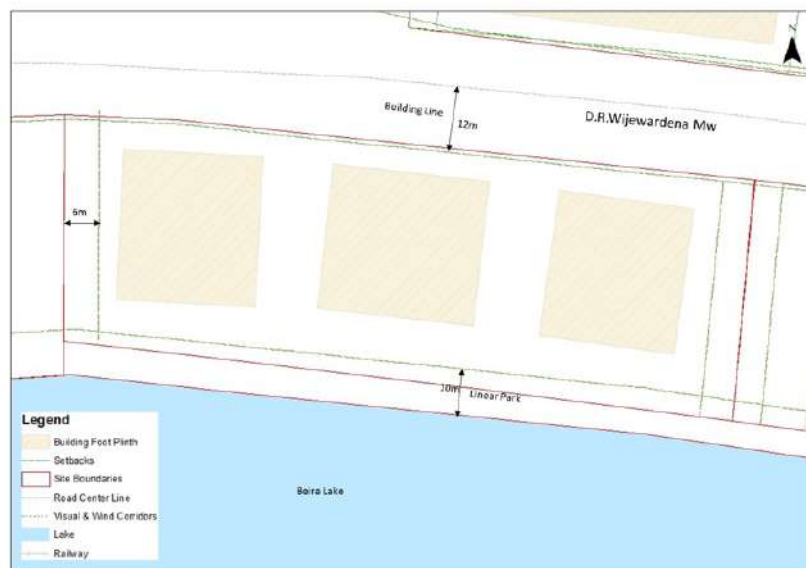 N
Building Line
12m
D.R.Wijewardena Mw
6m
10m
Linear Park
Legend
Building Foot Plinth
Setbacks
Site Boundaries
Road Center Line
Visual & Wind Corridors
Lake
Railway
Beira Lake